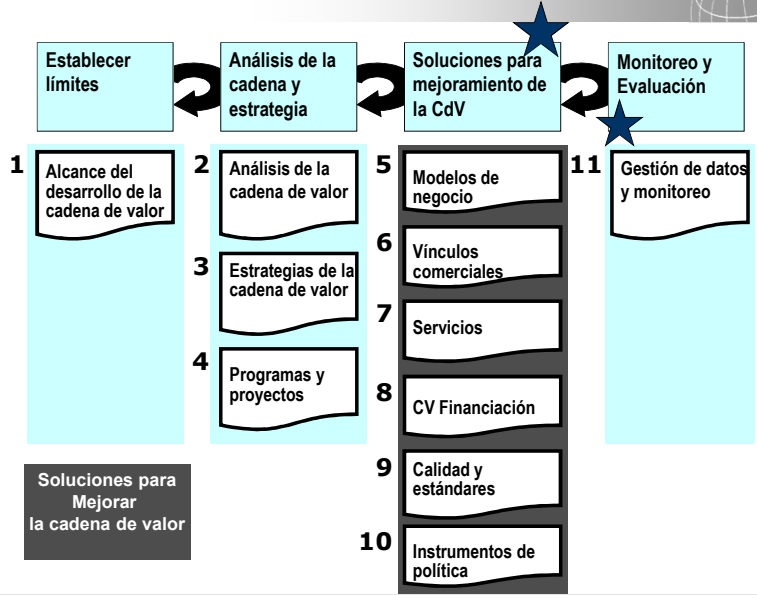 Establecer
límites
Análisis de la
cadena y
estrategia
Soluciones para
mejoramiento de
la CdV
Monitoreo y
Evaluación
1
Alcance del
desarrollo de la
cadena de valor
2
Análisis de la
cadena de valor
3
Estrategias de la
cadena de valor
4
Programas y
proyectos
5
Modelos de
negocio
6
Vínculos
comerciales
7
Servicios
8
CV Financiación
9
Calidad y
estándares
10
Instrumentos de
política
11
Gestión de datos
y monitoreo
Soluciones para
Mejorar
la cadena de valor